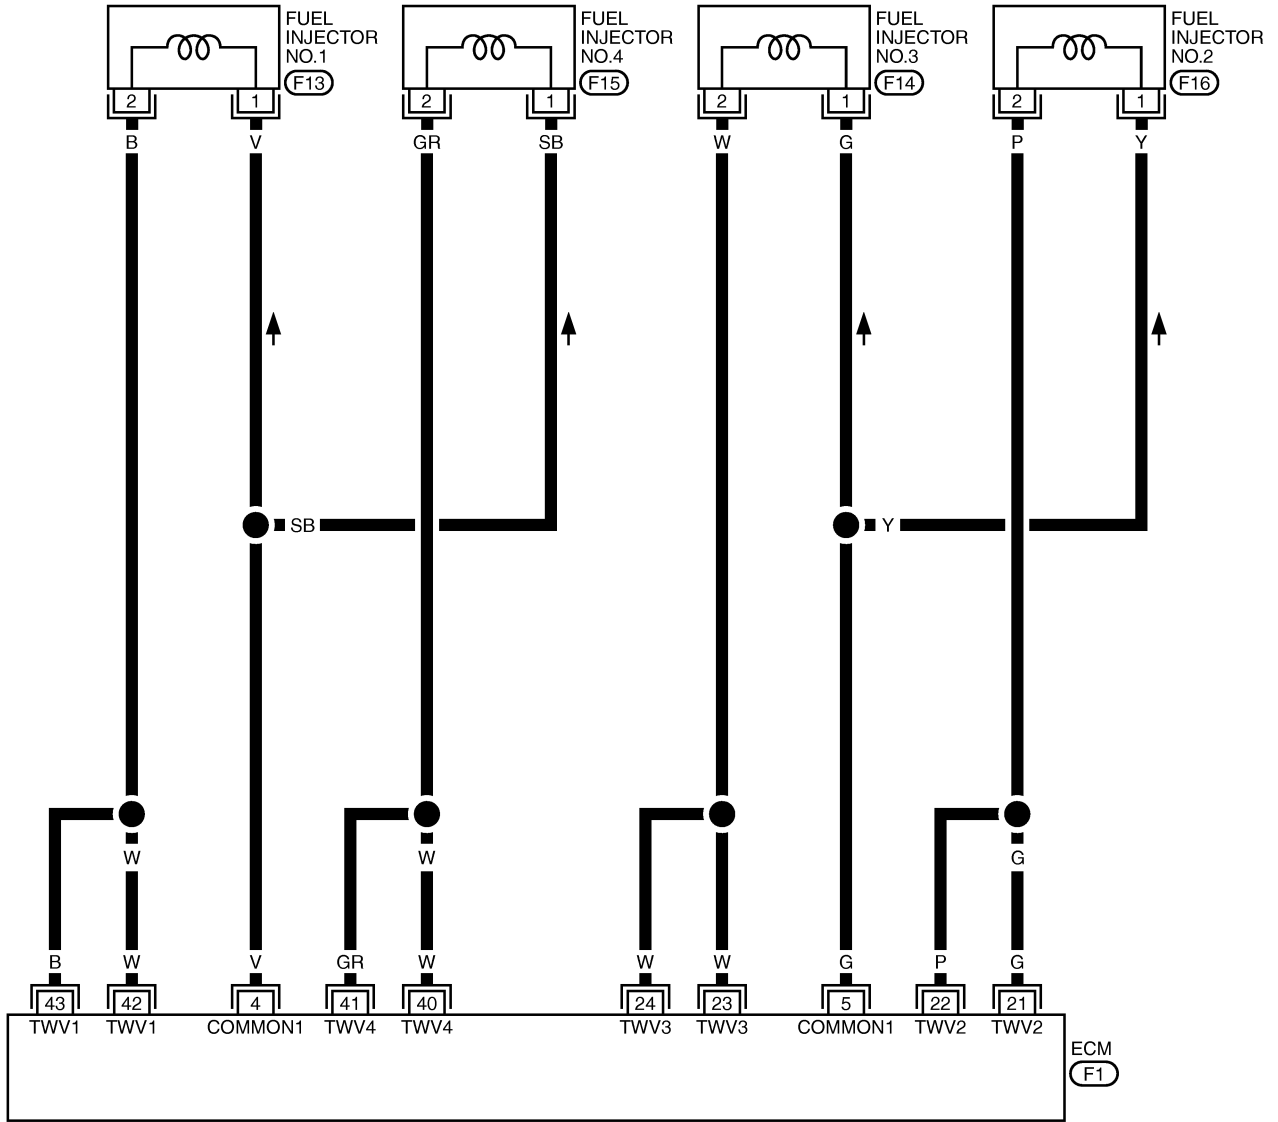 FUEL
INJECTOR
NO.1
F13
FUEL
INJECTOR
NO.4
F15
FUEL
INJECTOR
NO.3
F14
FUEL
INJECTOR
NO.2
F16
2 1 2 1 2 1 2 1
B V GR SB W G P Y
SB Y
W W G
B W V GR W W W G P G
43 42 4 41 40 24 23 5 22 21
TWV1 TWV1 COMMON1 TWV4 TWV4 TWV3 TWV3 COMMON1 TWV2 TWV2
ECM
F1